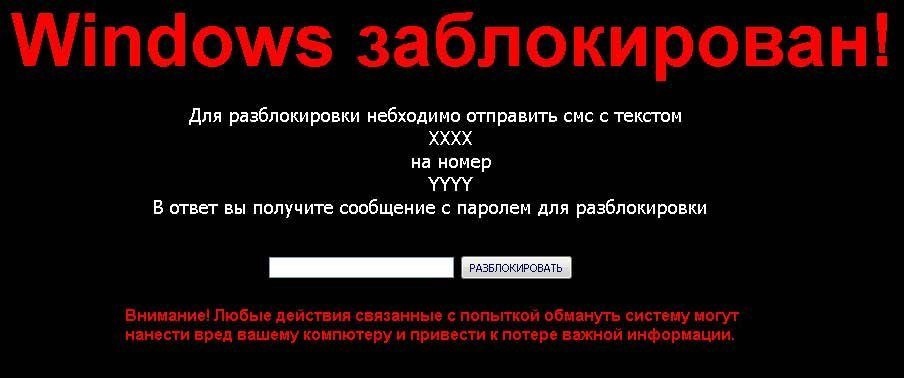 Windows заблокирован!
Для разблокировки небходимо отправить смс с текстом
XXXX
на номер
YYYY
В ответ вы получите сообщение с паролем для разблокировки
РАЗБЛОКИРОВАТЬ
Внимание! Любые действия связанные с попыткой обмануть систему могут
нанести вред вашему компютеру и привести к потере важной информации.